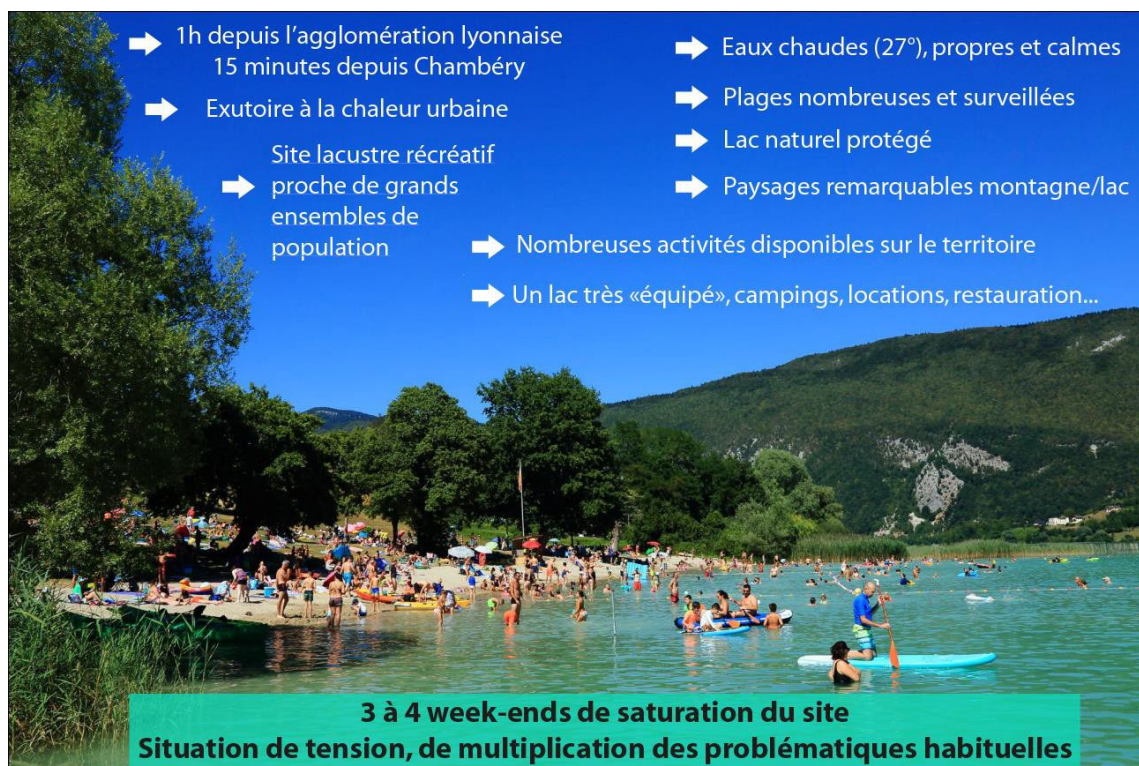 1h depuis l'agglomération lyonnaise
15 minutes depuis Chambéry
Exutoire à la chaleur urbaine
Site lacustre récréatif
proche de grands
ensembles de
population
Eaux chaudes (27°), propres et calmes
Plages nombreuses et surveillées
Lac naturel protégé
Paysages remarquables montagne/lac
Nombreuses activités disponibles sur le territoire
Un lac très «équipé», campings, locations, restauration...
3 à 4 week-ends de saturation du site
Situation de tension, de multiplication des problématiques habituelles